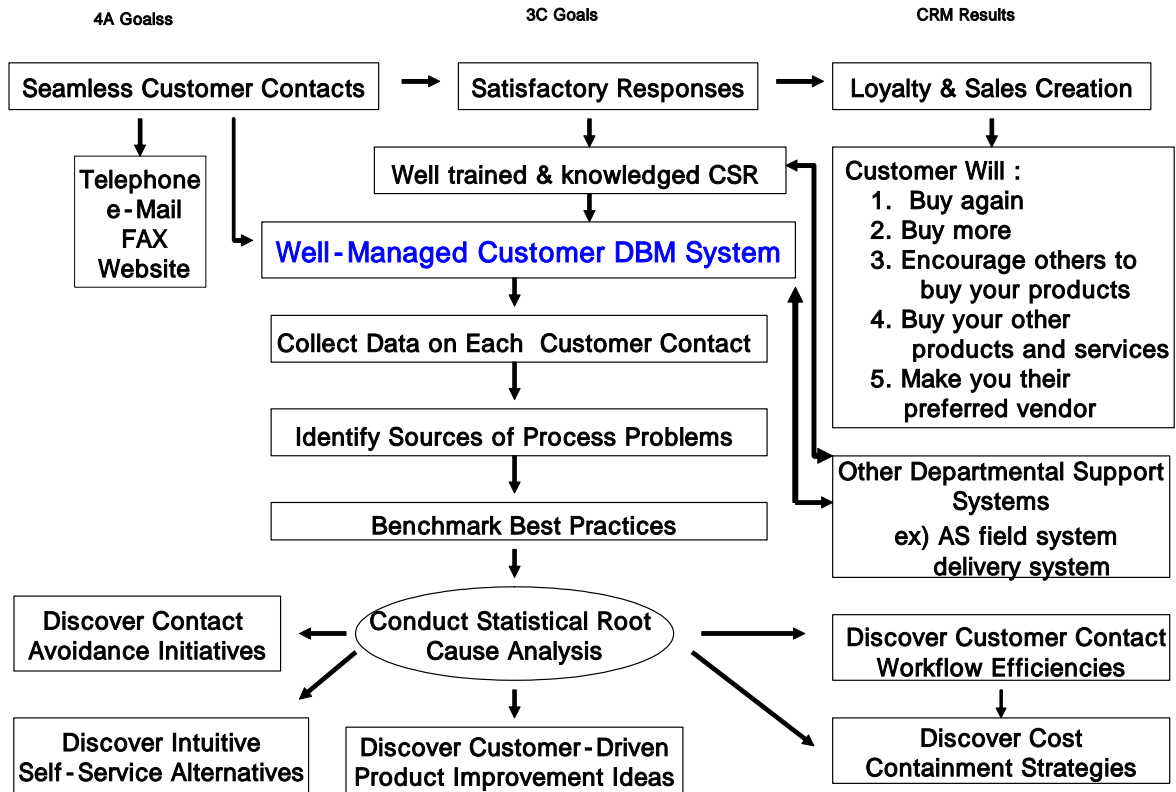 4A Goalss
3C Goals
CRM Results
Seamless Customer Contacts
Satisfactory Responses
Loyalty & Sales Creation
Telephone
e-Mail
FAX
Website
Well trained & knowledged CSR
Well-Managed Customer DBM System
Customer Will :
1. Buy again
2. Buy more
3. Encourage others to
buy your products
4. Buy your other
products and services
5. Make you their
preferred vendor
Collect Data on Each Customer Contact
Identify Sources of Process Problems
Benchmark Best Practices
Other Departmental Support
Systems
ex) AS field system
delivery system
Conduct Statistical Root
Cause Analysis
Discover Contact
Avoidance Initiatives
Discover Customer Contact
Workflow Efficiencies
Discover Intuitive
Self-Service Alternatives
Discover Customer-Driven
Product Improvement Ideas
Discover Cost
Containment Strategies